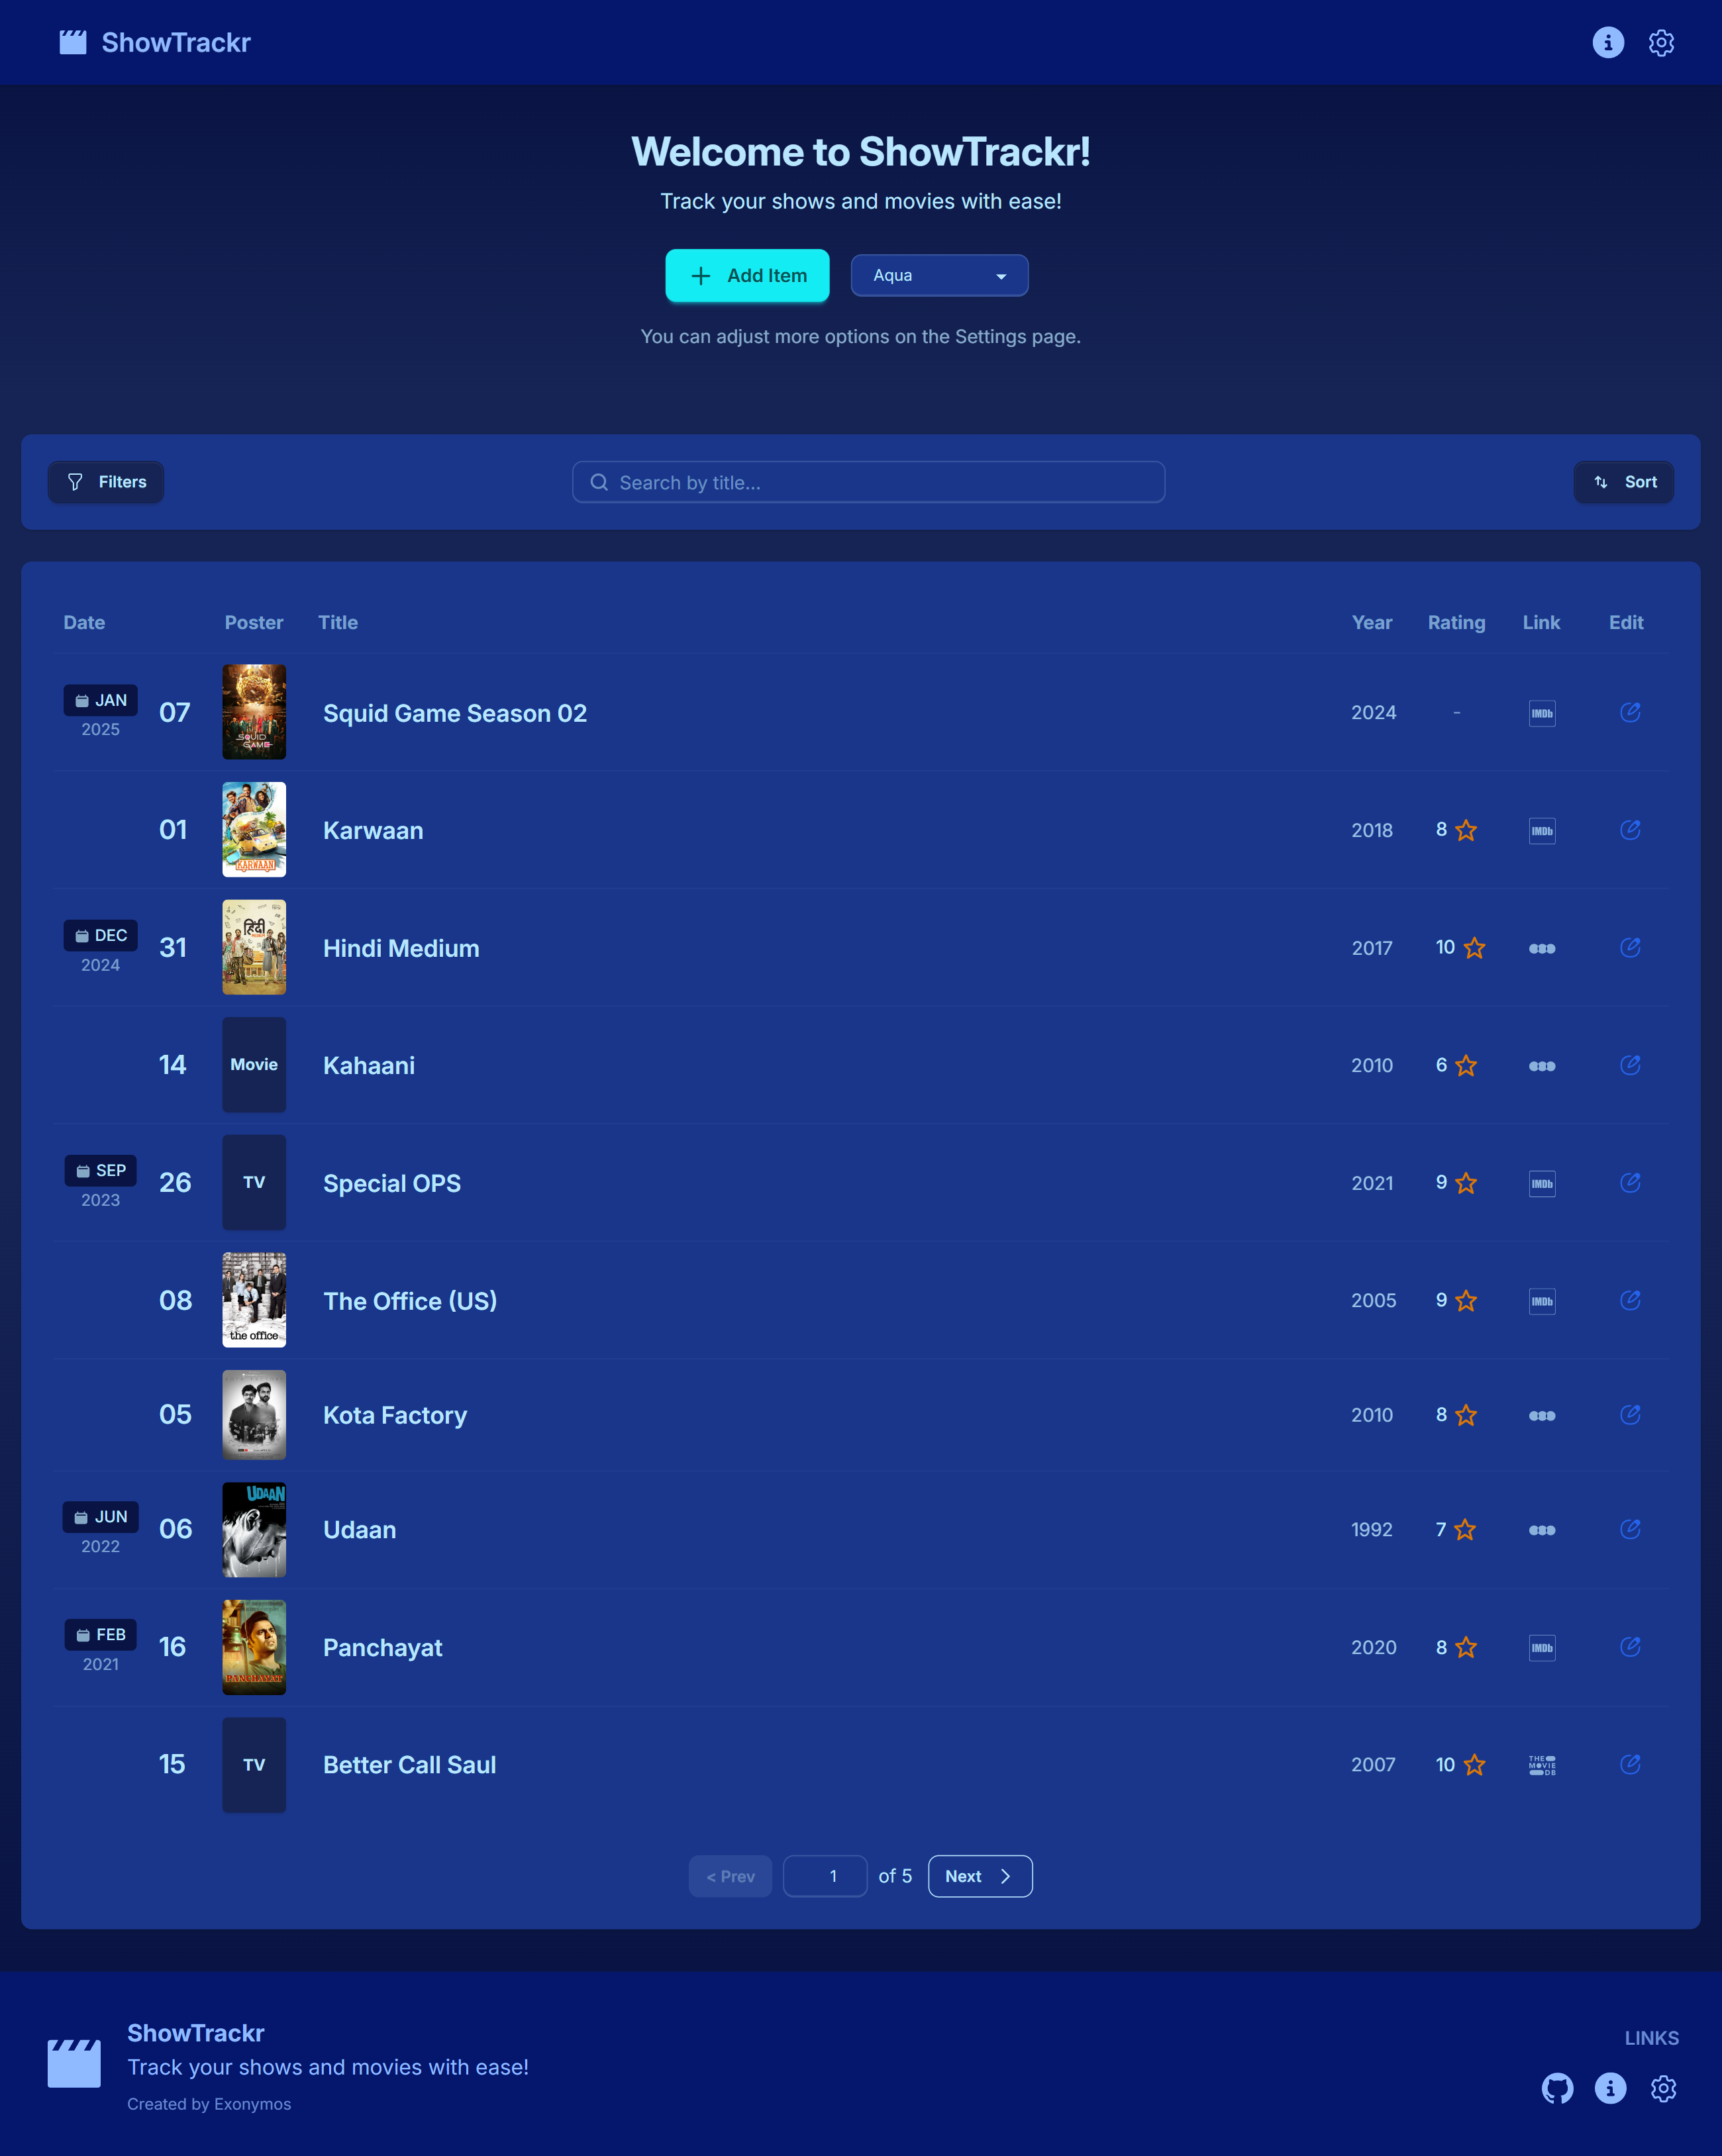 ShowTrackr
Welcome to ShowTrackr!
Track your shows and movies with ease!
Add Item
Aqua
You can adjust more options on the Settings page.
Filters
Search by title...
Sort
Date Poster Title Year Rating Link Edit
JAN
2025
07
SQUID
GAME
Squid Game Season 02
2024
-
IMDb
01
KARWAAN
Karwaan
2018
8
IMDb
DEC
2024
31
हिंदी
Hindi Medium
2017
10
14
Movie
Kahaani
2010
6
SEP
2023
26
TV
Special OPS
2021
9
IMDb
08
the office
The Office (US)
2005
9
IMDb
05
Kota Factory
2010
8
JUN
2022
06
UDAAN
Udaan
1992
7
FEB
2021
16
PANCHAYAT
Panchayat
2020
8
IMDb
15
TV
Better Call Saul
2007
10
THE
MOVIE
DB
< Prev 1 of 5 Next
ShowTrackr
Track your shows and movies with ease!
Created by Exonymos
LINKS